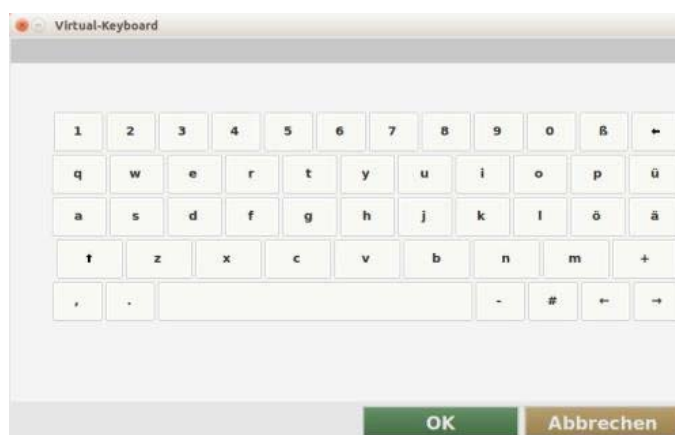 Virtual-Keyboard
1 2 3 4 5 6 7 8 9 0 ß ←
q w e r t y u i o p ü
a s d f g h j k l ö ä
↑ z x c v b n m +
, . - # ← →
OK Abbrechen